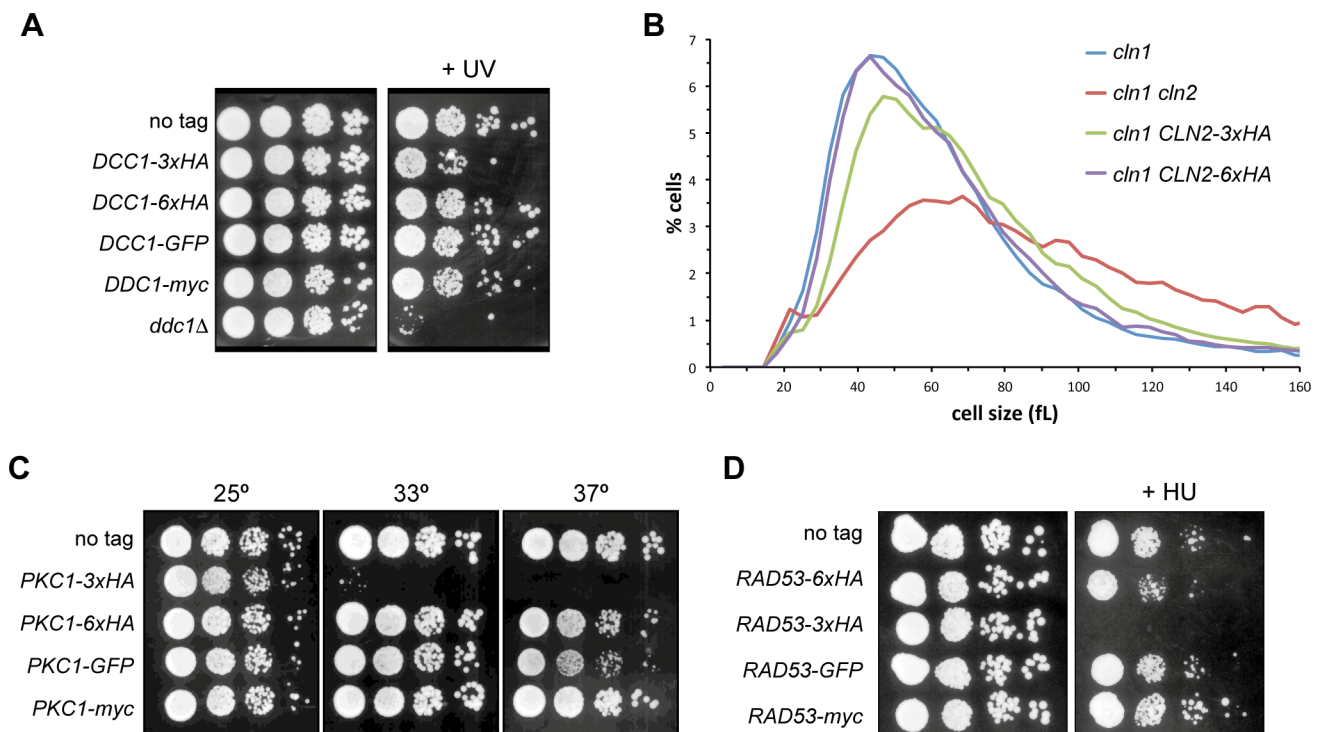 A
+ UV
no tag
DCC1-3xHA
DCC1-6xHA
DCC1-GFP
DDC1-myc
ddc1Δ
B
% cells
7
6
5
4
3
2
1
0
0 20 40 60 80 100 120 140 160
cell size (fL)
cln1
cln1 cln2
cln1 CLN2-3xHA
cln1 CLN2-6xHA
C
25º 33º 37º
no tag
PKC1-3xHA
PKC1-6xHA
PKC1-GFP
PKC1-myc
D
+ HU
no tag
RAD53-6xHA
RAD53-3xHA
RAD53-GFP
RAD53-myc